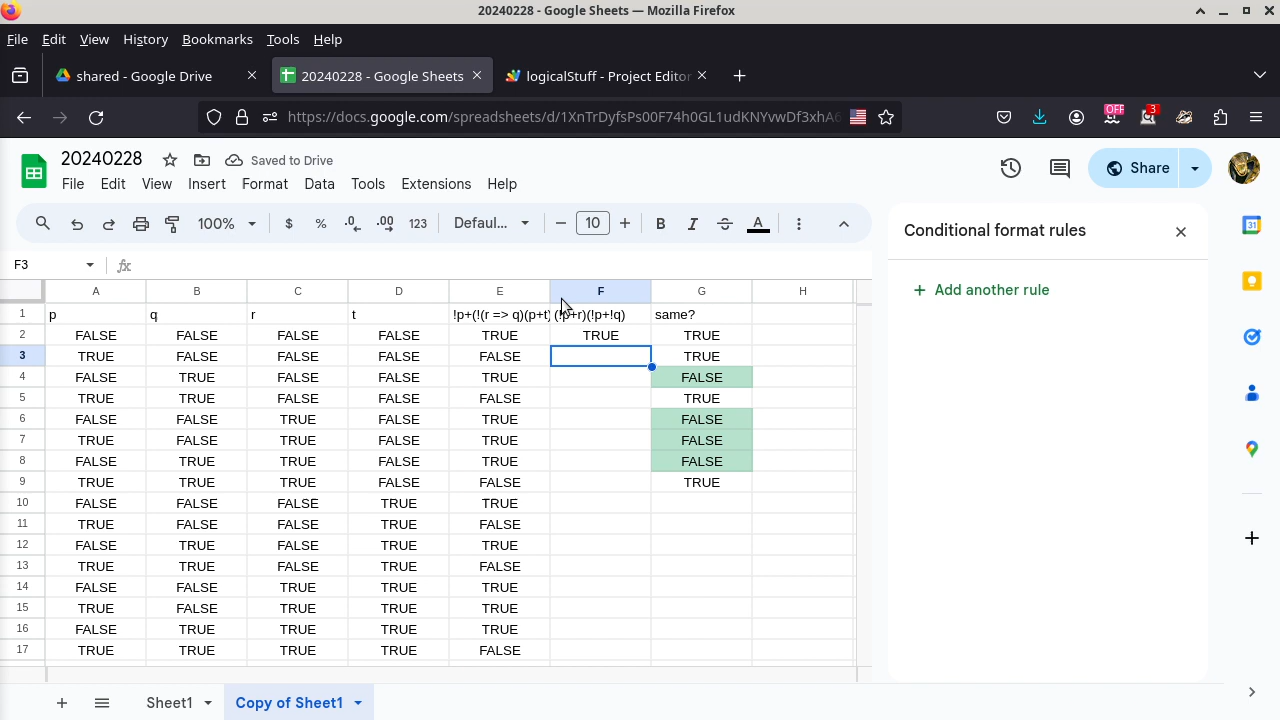 20240228 - Google Sheets — Mozilla Firefox
File Edit View History Bookmarks Tools Help
shared - Google Drive
20240228 - Google Sheets
logicalStuff - Project Editor
https://docs.google.com/spreadsheets/d/1XnTrDyfsPs00F74h0GL1udKNYvwDf3xhA6
OFF
3
20240228
Saved to Drive
File Edit View Insert Format Data Tools Extensions Help
Share
100% $ % .0 .00 123 Defaul... 10 B I S A
Conditional format rules
Add another rule
F3
fx
A B C D E F G H
1 p q r t !p+(!(r => q)(p+t) (!p+r)(!p+!q) same?
2 FALSE FALSE FALSE FALSE TRUE TRUE TRUE
3 TRUE FALSE FALSE FALSE FALSE TRUE
4 FALSE TRUE FALSE FALSE TRUE FALSE
5 TRUE TRUE FALSE FALSE FALSE TRUE
6 FALSE FALSE TRUE FALSE TRUE FALSE
7 TRUE FALSE TRUE FALSE TRUE FALSE
8 FALSE TRUE TRUE FALSE TRUE FALSE
9 TRUE TRUE TRUE FALSE FALSE TRUE
10 FALSE FALSE FALSE TRUE TRUE
11 TRUE FALSE FALSE TRUE FALSE
12 FALSE TRUE FALSE TRUE TRUE
13 TRUE TRUE FALSE TRUE FALSE
14 FALSE FALSE TRUE TRUE TRUE
15 TRUE FALSE TRUE TRUE TRUE
16 FALSE TRUE TRUE TRUE TRUE
17 TRUE TRUE TRUE TRUE FALSE
31
Sheet1
Copy of Sheet1